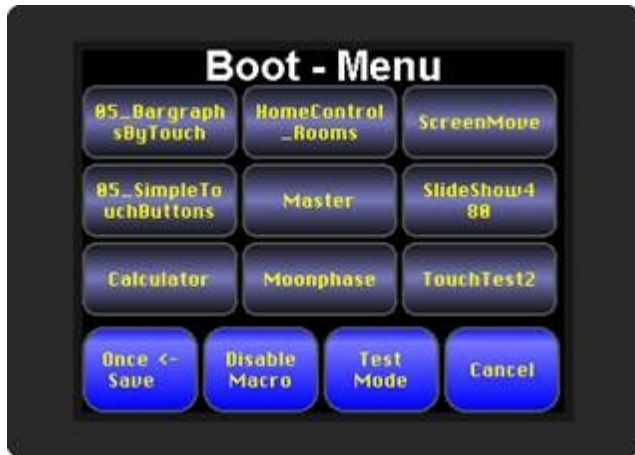 Boot - Menu
05_Bargraph
sByTouch
HomeControl
_Rooms
ScreenMove
05_SimpleTo
uchButtons
Master
SlideShow4
80
Calculator
Moonphase
TouchTest2
Once <-
Save
Disable
Macro
Test
Mode
Cancel